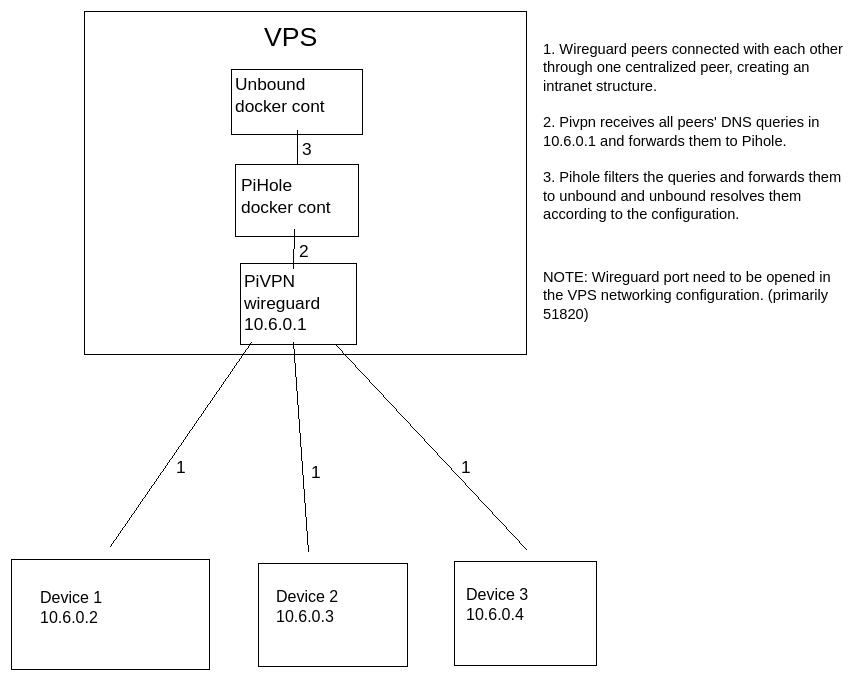 VPS
Unbound
docker cont
3
PiHole
docker cont
2
PiVPN
wireguard
10.6.0.1
1
1
1
Device 1
10.6.0.2
Device 2
10.6.0.3
Device 3
10.6.0.4
1. Wireguard peers connected with each other
through one centralized peer, creating an
intranet structure.
2. Pivpn receives all peers' DNS queries in
10.6.0.1 and forwards them to Pihole.
3. Pihole filters the queries and forwards them
to unbound and unbound resolves them
according to the configuration.
NOTE: Wireguard port need to be opened in
the VPS networking configuration. (primarily
51820)